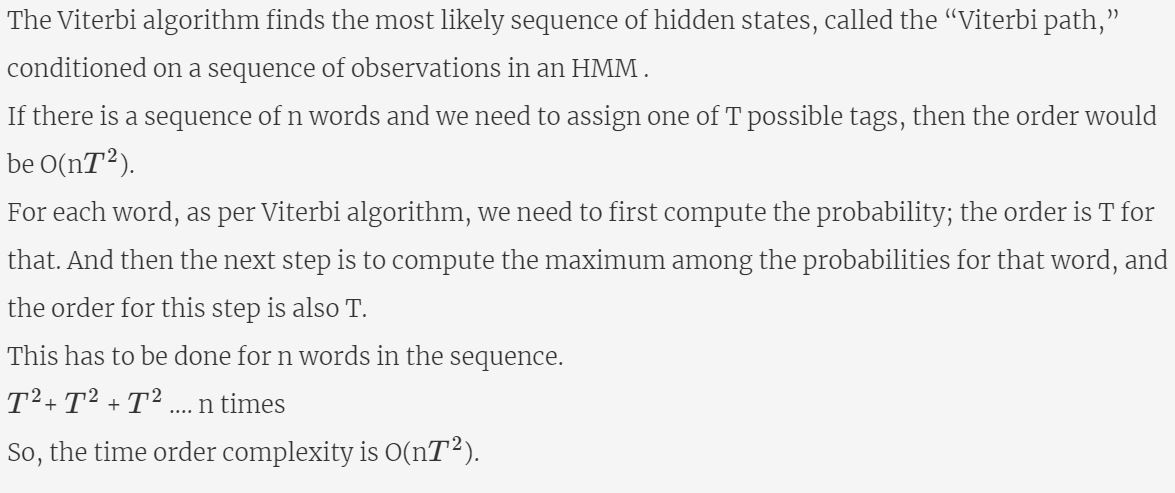 The Viterbi algorithm finds the most likely sequence of hidden states, called the “Viterbi path,”
conditioned on a sequence of observations in an HMM .
If there is a sequence of n words and we need to assign one of T possible tags, then the order would
be O(nT²).
For each word, as per Viterbi algorithm, we need to first compute the probability; the order is T for
that. And then the next step is to compute the maximum among the probabilities for that word, and
the order for this step is also T.
This has to be done for n words in the sequence.
T²+ T² + T² .... n times
So, the time order complexity is O(nT²).